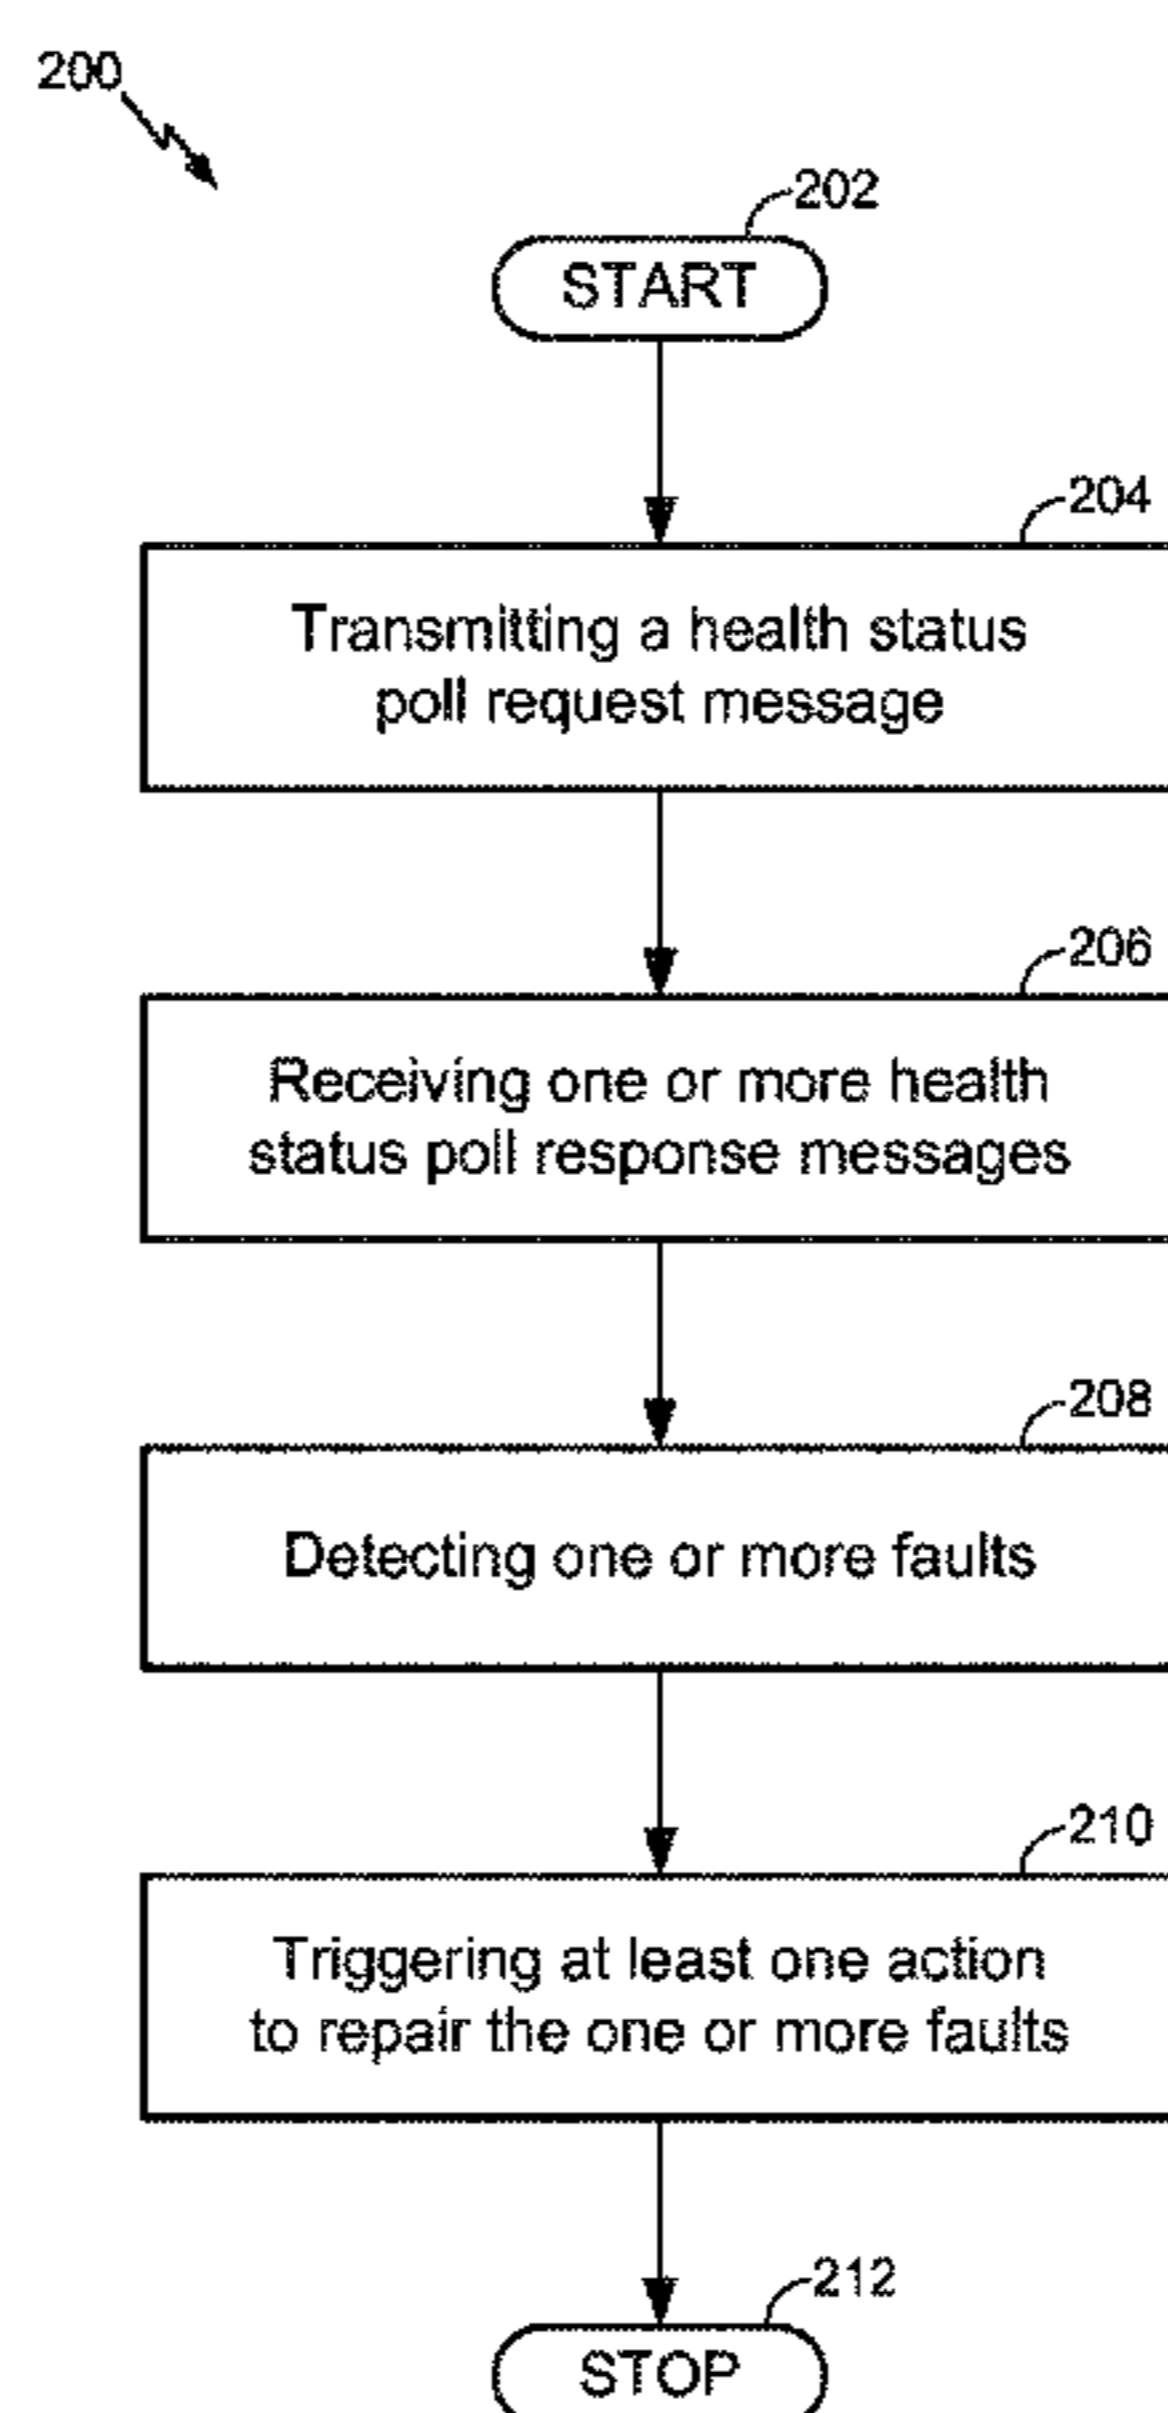 200
202
START
204
Transmitting a health status
poll request message
206
Receiving one or more health
status poll response messages
208
Detecting one or more faults
210
Triggering at least one action
to repair the one or more faults
212
STOP